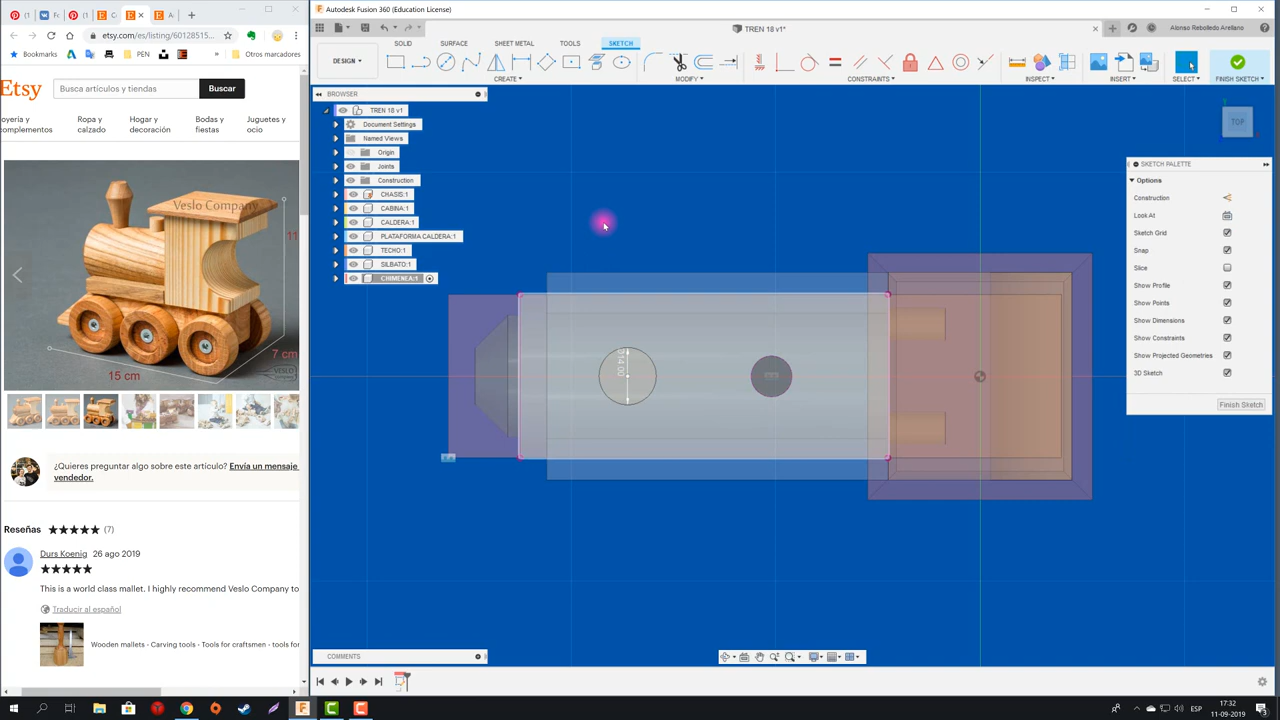 etsy.com/es/listing/60128515...
Bookmarks
ARTES
PEN
Otros marcadores
Etsy
Busca artículos y tiendas
Buscar
Joyería y
complementos
Ropa y
calzado
Hogar y
decoración
Bodas y
fiestas
Juguetes y
ocio
Veslo Company
11
7 cm
15 cm
¿Quieres preguntar algo sobre este artículo? Envía un mensaje
vendedor.
Reseñas
(7)
Durs Koenig
26 ago 2019
This is a world class mallet. I highly recommend Veslo Company to
Traducir al español
Wooden mallets - Carving tools - Tools for craftsmen - tools for
Autodesk Fusion 360 (Education License)
TREN 18 v1*
Alonso Rebolledo Arellano
DESIGN
SOLID
SURFACE
SHEET METAL
TOOLS
SKETCH
CREATE
MODIFY
CONSTRAINTS
INSPECT
INSERT
SELECT
FINISH SKETCH
BROWSER
TREN 18 v1
Document Settings
Named Views
Origin
Joints
Construction
CHASIS:1
CABINA:1
CALDERA:1
PLATAFORMA CALDERA:1
TECHO:1
SILBATO:1
CHIMENEA:1
Ø14.00
TOP
SKETCH PALETTE
Options
Construction
Look At
Sketch Grid
Snap
Slice
Show Profile
Show Points
Show Dimensions
Show Constraints
Show Projected Geometries
3D Sketch
Finish Sketch
COMMENTS
ESP
17:32
11-09-2019
3